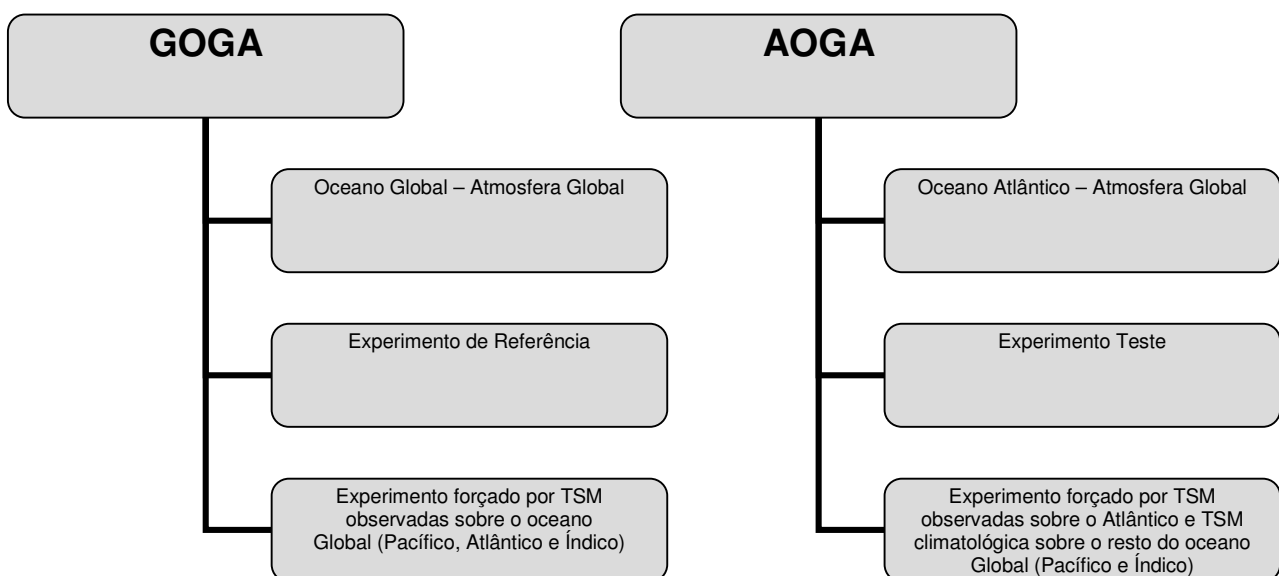 GOGA
Oceano Global – Atmosfera Global
Experimento de Referência
Experimento forçado por TSM
observadas sobre o oceano
Global (Pacífico, Atlântico e Índico)
AOGA
Oceano Atlântico – Atmosfera Global
Experimento Teste
Experimento forçado por TSM
observadas sobre o Atlântico e TSM
climatológica sobre o resto do oceano
Global (Pacífico e Índico)